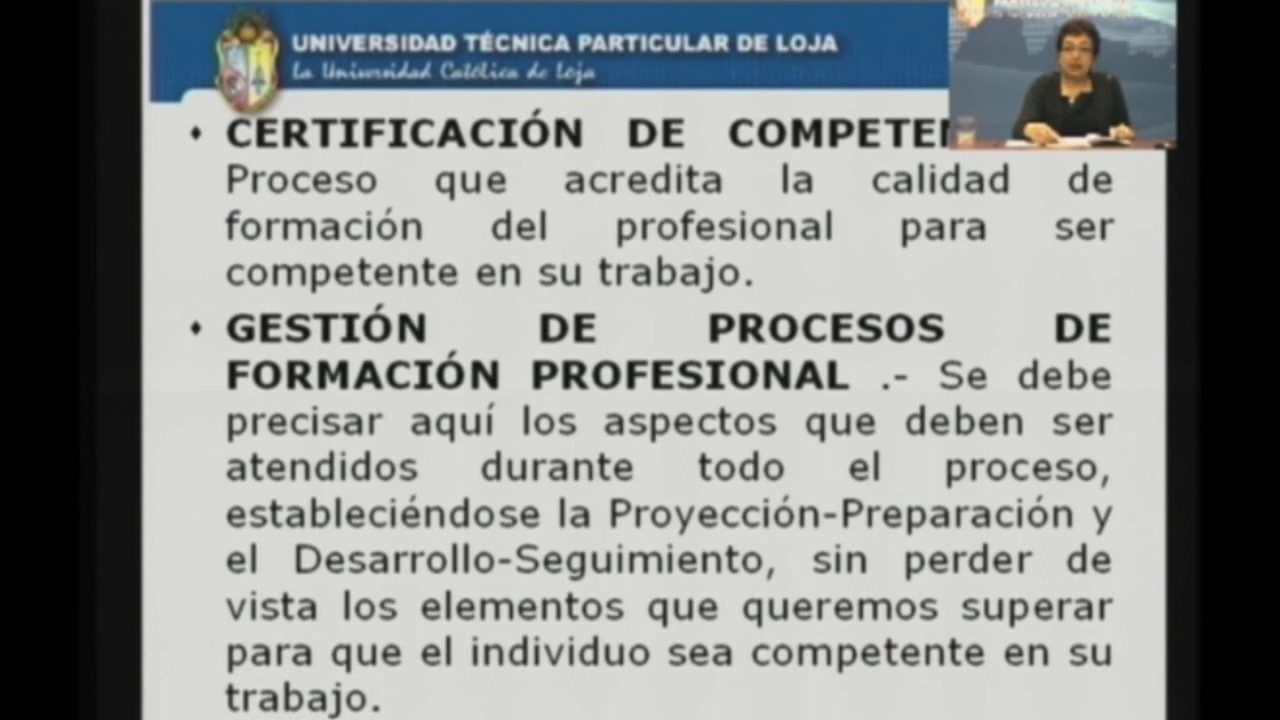 UNIVERSIDAD TÉCNICA PARTICULAR DE LOJA
La Universidad Católica de Loja
• CERTIFICACIÓN DE
Proceso que acredita la calidad de
formación del profesional para ser
competente en su trabajo.
• GESTIÓN DE PROCESOS DE
FORMACIÓN PROFESIONAL .- Se debe
precisar aquí los aspectos que deben ser
atendidos durante todo el proceso,
estableciéndose la Proyección-Preparación y
el Desarrollo-Seguimiento, sin perder de
vista los elementos que queremos superar
para que el individuo sea competente en su
trabajo.